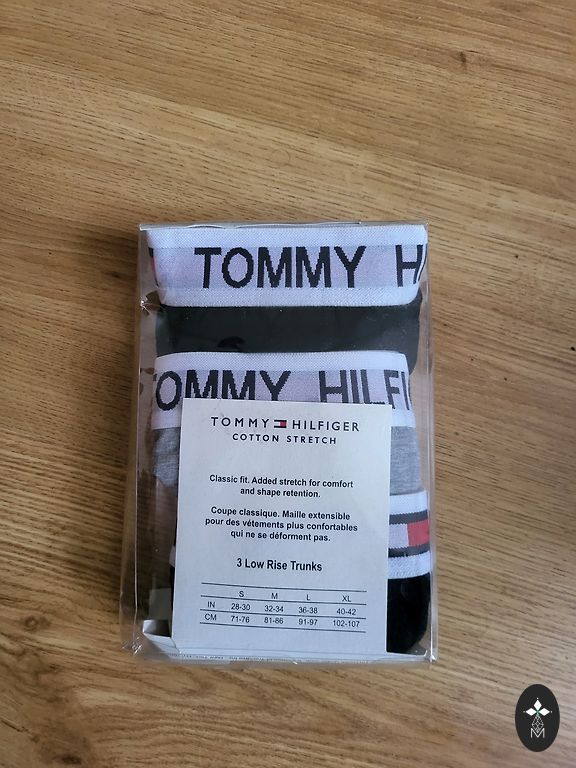 TOMMY H
TOMMY HILFI
TOMMY HILFIGER
COTTON STRETCH
Classic fit. Added stretch for comfort
and shape retention.
Coupe classique. Maille extensible
pour des vêtements plus confortables
qui ne se déforment pas.
3 Low Rise Trunks
S M L XL
IN 28-30 32-34 36-38 40-42
CM 71-76 81-86 91-97 102-107
M